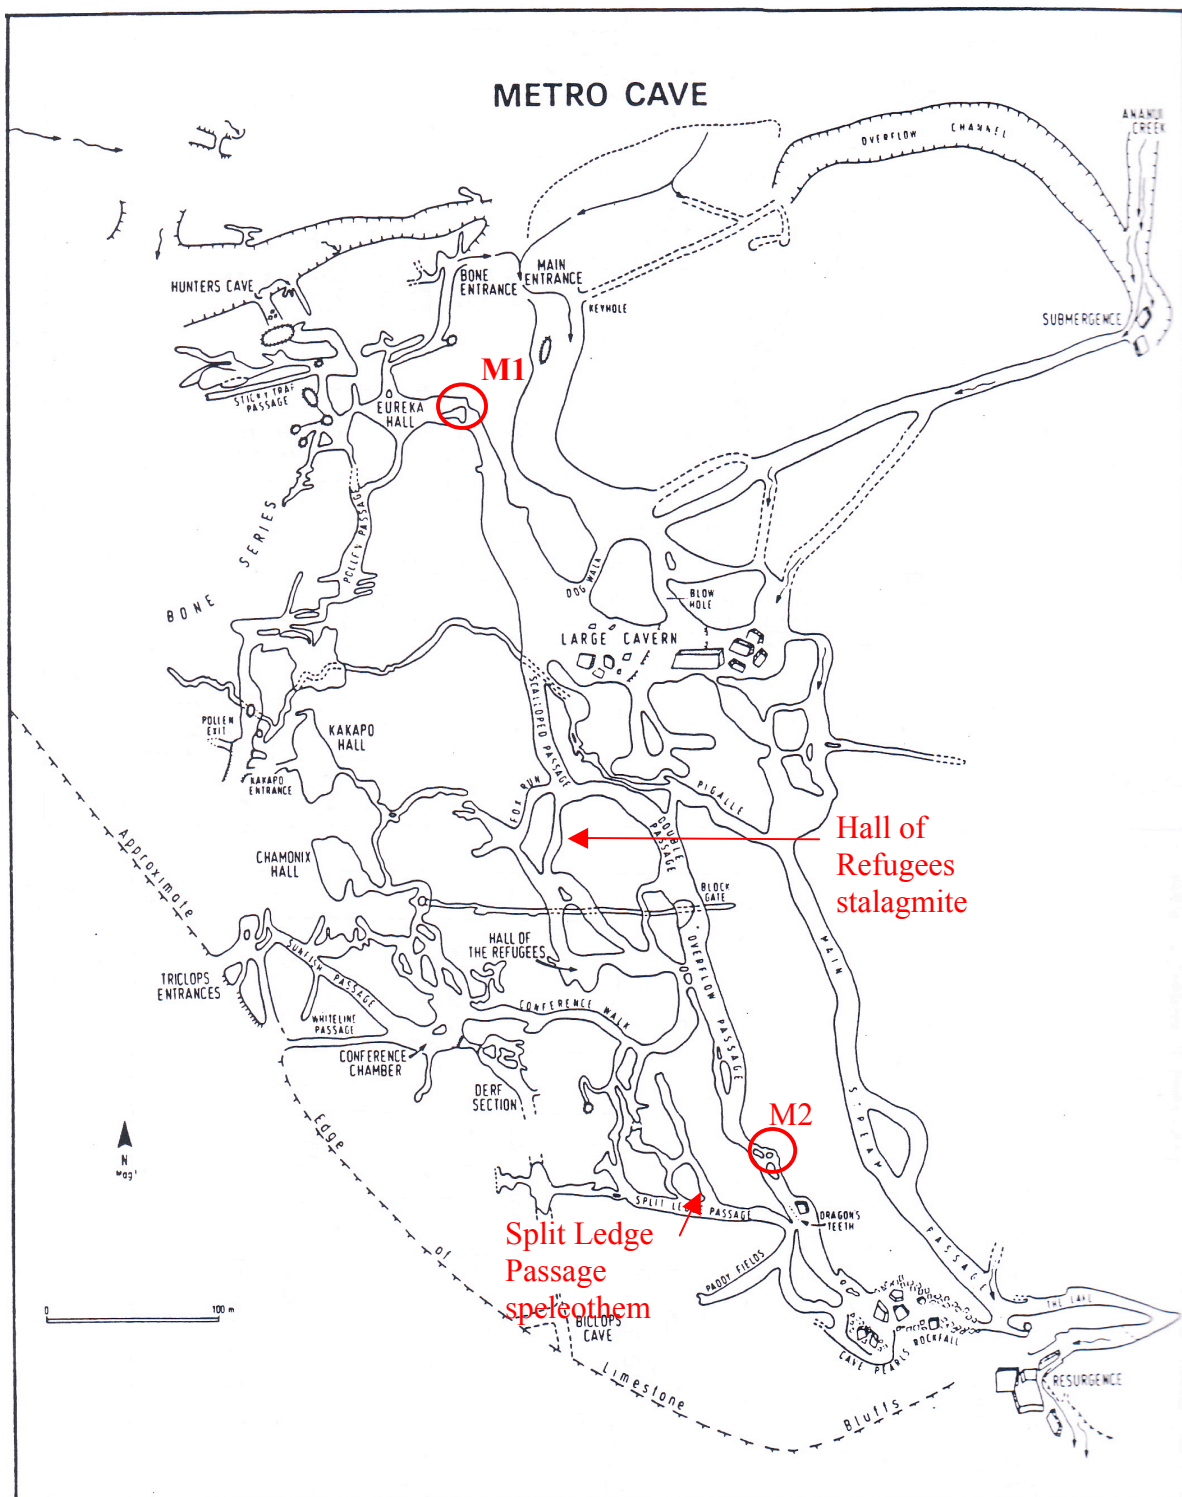 METRO CAVE
ANANUI
CREEK
OVERFLOW CHANNEL
HUNTERS CAVE
BONE
ENTRANCE
MAIN
ENTRANCE
KEYHOLE
SUBMERGENCE
M1
STICKY TRAP
PASSAGE
EUREKA
HALL
POLLEN PASSAGE
BONE SERIES
DOG WALK
BLOW
HOLE
LARGE CAVERN
SCALLOPED PASSAGE
POLLEN
EXIT
KAKAPO
HALL
KAKAPO
ENTRANCE
FOX RUN
PIGALLE
DOUBLE
PASSAGE
Hall of
Refugees
stalagmite
CHAMONIX
HALL
BLOCK
GATE
Approximate
Edge
of
Limestone
Bluffs
HALL OF
THE REFUGEES
SUNFISH PASSAGE
TRICLOPS
ENTRANCES
WHITELINE
PASSAGE
CONFERENCE WALK
CONFERENCE
CHAMBER
DERF
SECTION
OVERFLOW PASSAGE
MAIN STREAM PASSAGE
M2
N
Mag'
SPLIT LEDGE PASSAGE
DRAGON'S
TEETH
Split Ledge
Passage
speleothem
PADDY FIELDS
BICLOPS
CAVE
0 100 m
THE LAKE
CAVE PEARLS ROCKFALL
RESURGENCE